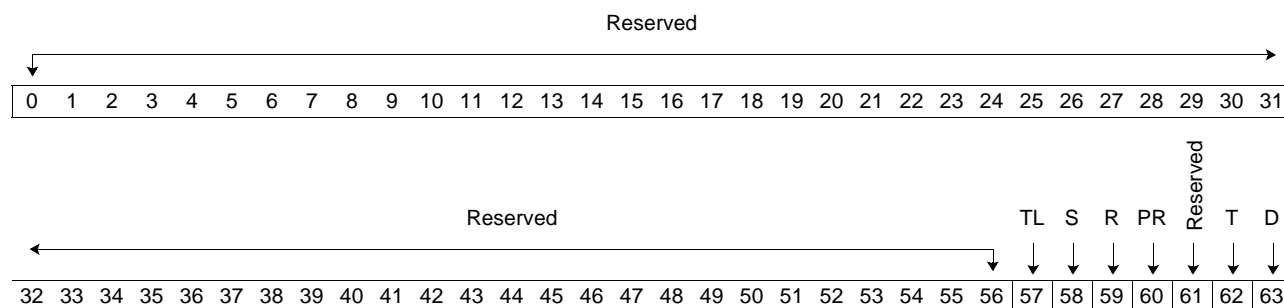 Reserved
0 1 2 3 4 5 6 7 8 9 10 11 12 13 14 15 16 17 18 19 20 21 22 23 24 25 26 27 28 29 30 31
Reserved TL S R PR Reserved T D
32 33 34 35 36 37 38 39 40 41 42 43 44 45 46 47 48 49 50 51 52 53 54 55 56 57 58 59 60 61 62 63